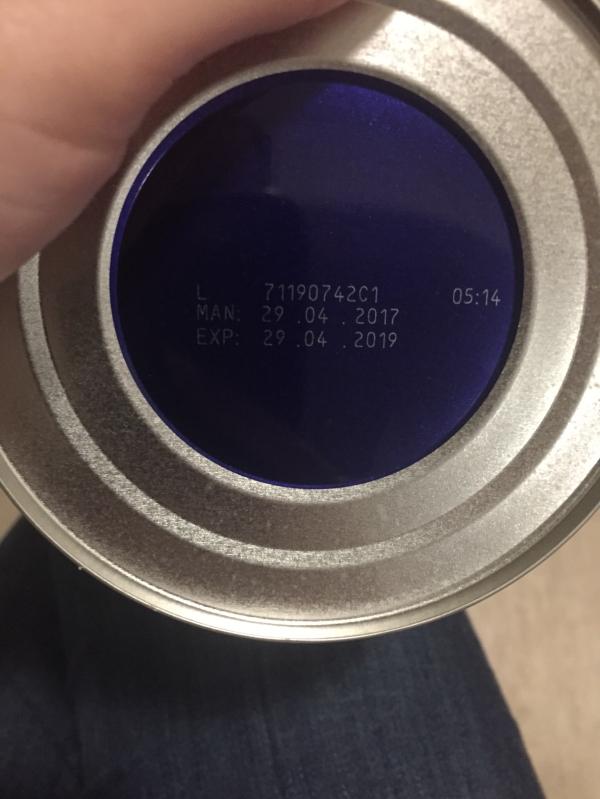 L 71190742C1 05:14
MAN: 29 .04 .2017
EXP: 29 .04 .2019